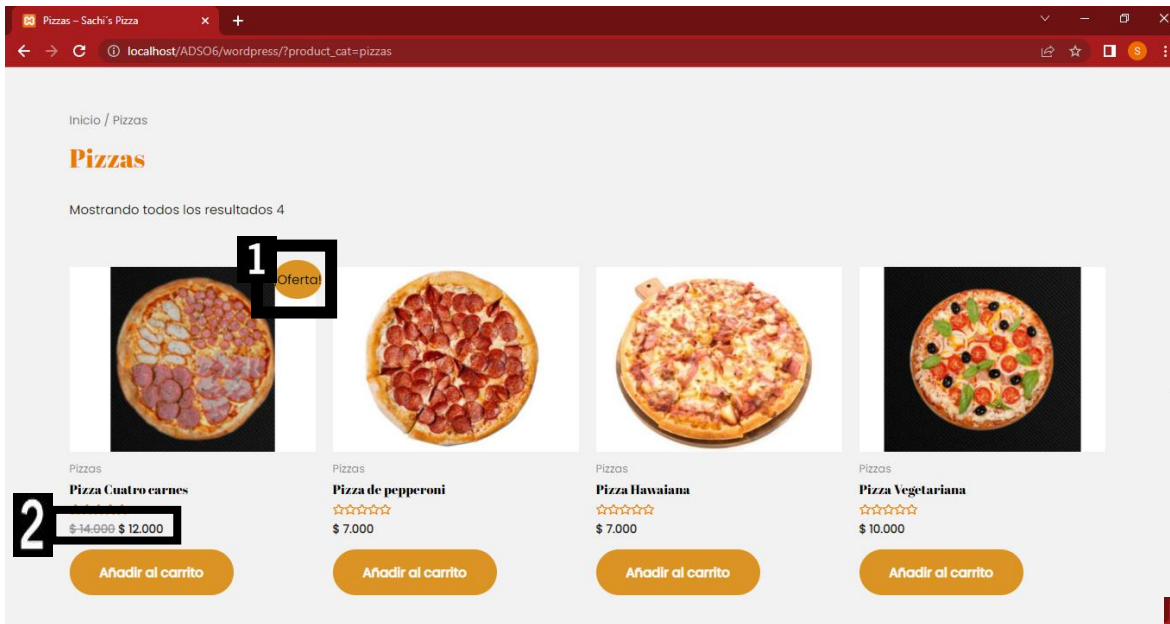 Pizzas – Sachi´s Pizza
localhost/ADSO6/wordpress/?product_cat=pizzas
S
Inicio / Pizzas
Pizzas
Mostrando todos los resultados 4
1
¡Oferta!
Pizzas
Pizza Cuatro carnes
2
$ 14.000 $ 12.000
Añadir al carrito
Pizzas
Pizza de pepperoni
$ 7.000
Añadir al carrito
Pizzas
Pizza Hawaiana
$ 7.000
Añadir al carrito
Pizzas
Pizza Vegetariana
$ 10.000
Añadir al carrito